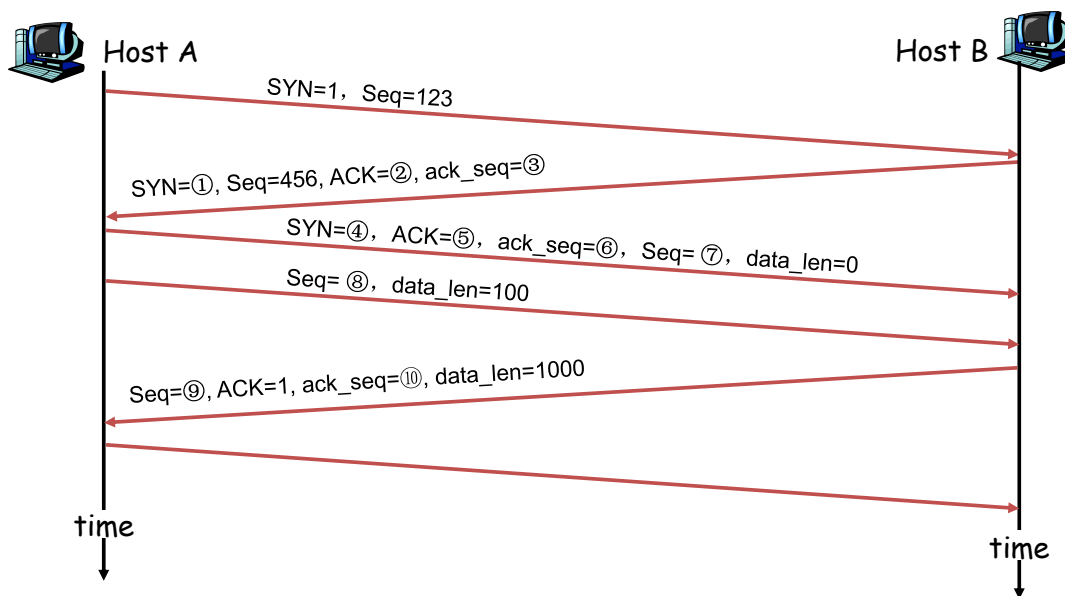 Host A
Host B
SYN=1，Seq=123
SYN=①, Seq=456, ACK=②, ack_seq=③
SYN=④，ACK=⑤，ack_seq=⑥，Seq= ⑦，data_len=0
Seq= ⑧，data_len=100
Seq=⑨, ACK=1, ack_seq=⑩, data_len=1000
time
time